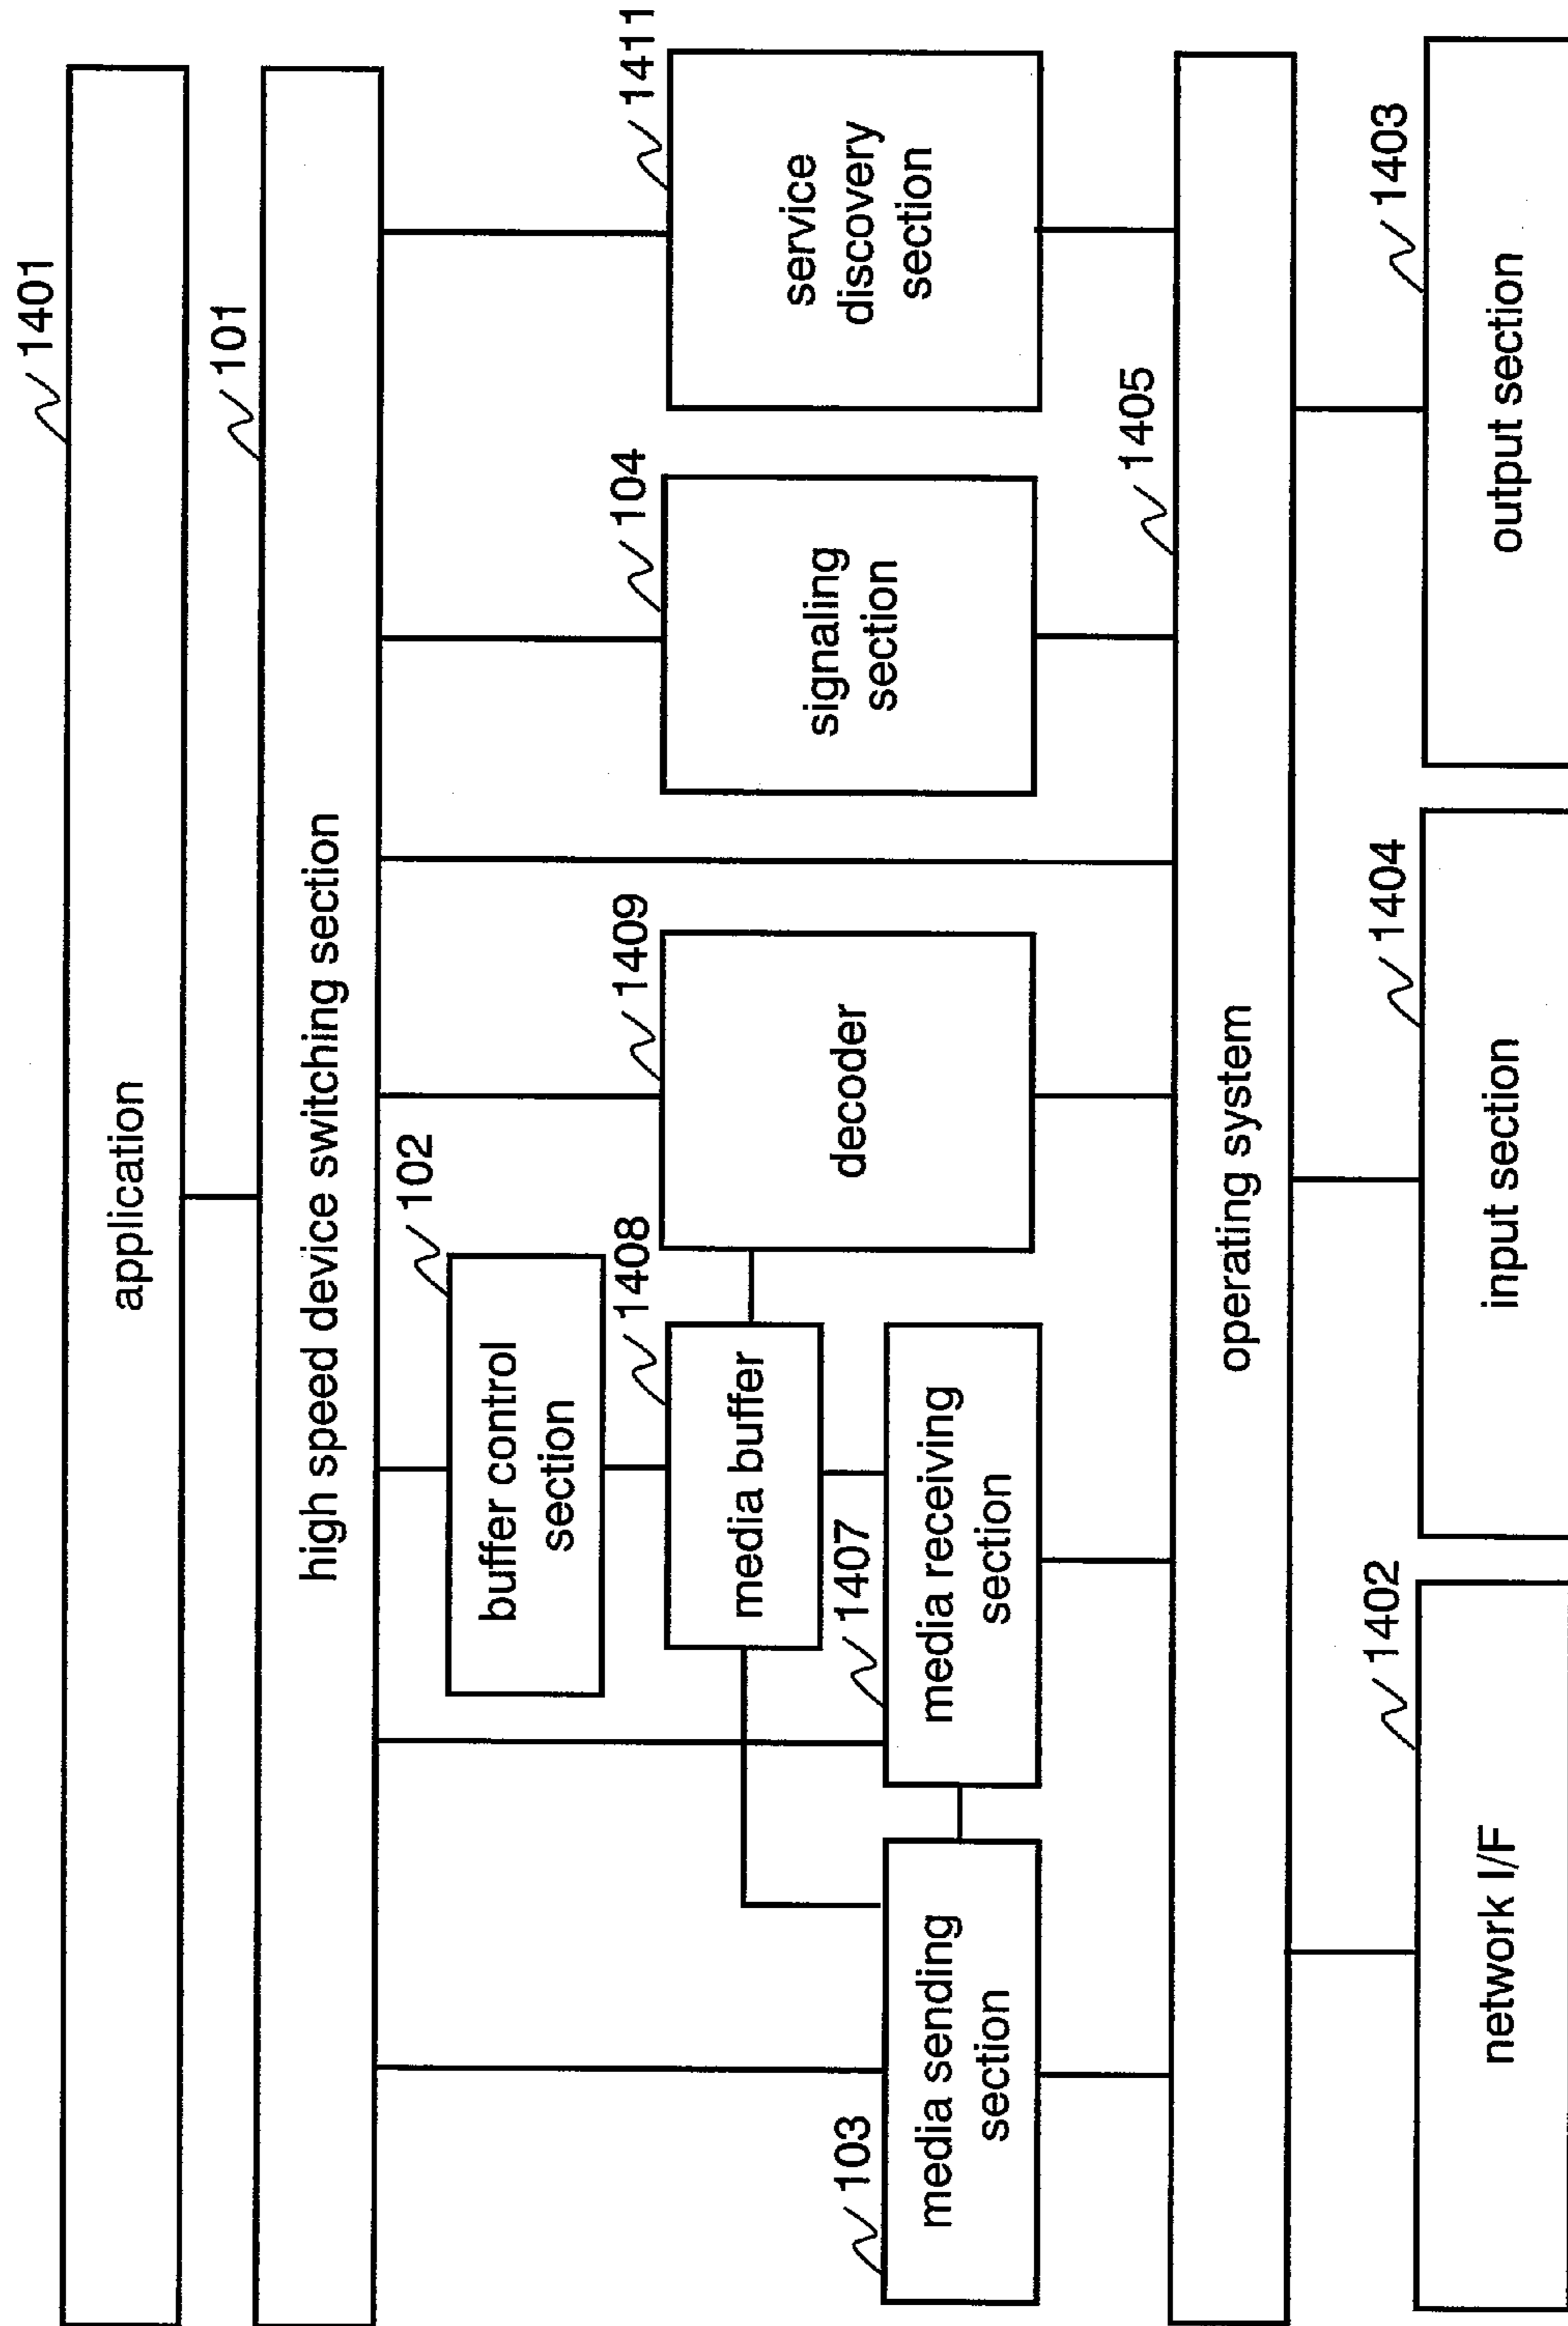 1401
application
101
high speed device switching section
102
buffer control
section
1408
media buffer
1409
decoder
104
signaling
section
1411
service
discovery
section
103
media sending
section
1407
media receiving
section
1405
operating system
1402
network I/F
1404
input section
1403
output section